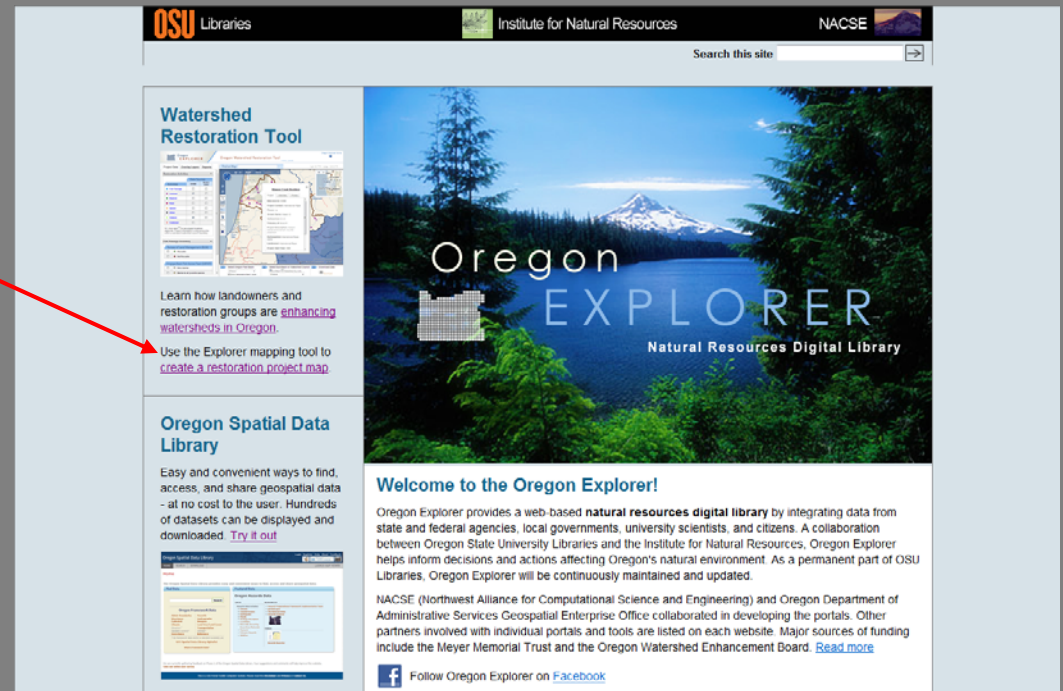 OSU Libraries
Institute for Natural Resources
NACSE
Search this site
Watershed
Restoration Tool
Learn how landowners and
restoration groups are enhancing
watersheds in Oregon.
Use the Explorer mapping tool to
create a restoration project map.
Oregon Spatial Data
Library
Easy and convenient ways to find,
access, and share geospatial data
- at no cost to the user. Hundreds
of datasets can be displayed and
downloaded. Try it out
Oregon
EXPLORER
Natural Resources Digital Library
Welcome to the Oregon Explorer!
Oregon Explorer provides a web-based natural resources digital library by integrating data from
state and federal agencies, local governments, university scientists, and citizens. A collaboration
between Oregon State University Libraries and the Institute for Natural Resources, Oregon Explorer
helps inform decisions and actions affecting Oregon's natural environment. As a permanent part of OSU
Libraries, Oregon Explorer will be continuously maintained and updated.
NACSE (Northwest Alliance for Computational Science and Engineering) and Oregon Department of
Administrative Services Geospatial Enterprise Office collaborated in developing the portals. Other
partners involved with individual portals and tools are listed on each website. Major sources of funding
include the Meyer Memorial Trust and the Oregon Watershed Enhancement Board. Read more
Follow Oregon Explorer on Facebook